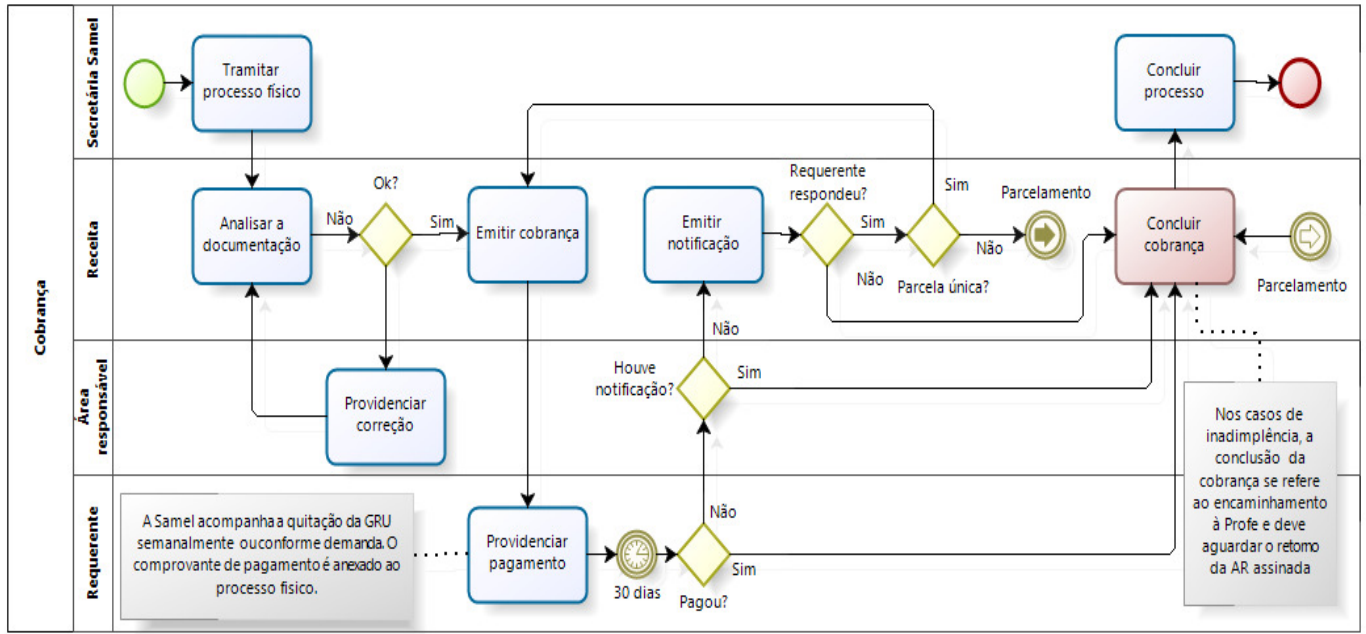 Cobrança
Secretária Samel
Tramitar
processo físico
Concluir
processo
Receita
Analisar a
documentação
Não
Ok?
Sim
Emitir cobrança
Emitir
notificação
Requerente
respondeu?
Sim
Não
Sim
Parcela única?
Não
Parcelamento
Concluir
cobrança
Parcelamento
Área
responsável
Providenciar
correção
Não
Houve
notificação?
Sim
Nos casos de
inadimplência, a
conclusão da
cobrança se refere
ao encaminhamento
à Profe e deve
aguardar o retorno
da AR assinada
Requerente
A Samel acompanha a quitação da GRU
semanalmente ou conforme demanda. O
comprovante de pagamento é anexado ao
processo físico.
Providenciar
pagamento
30 dias
Não
Pagou?
Sim